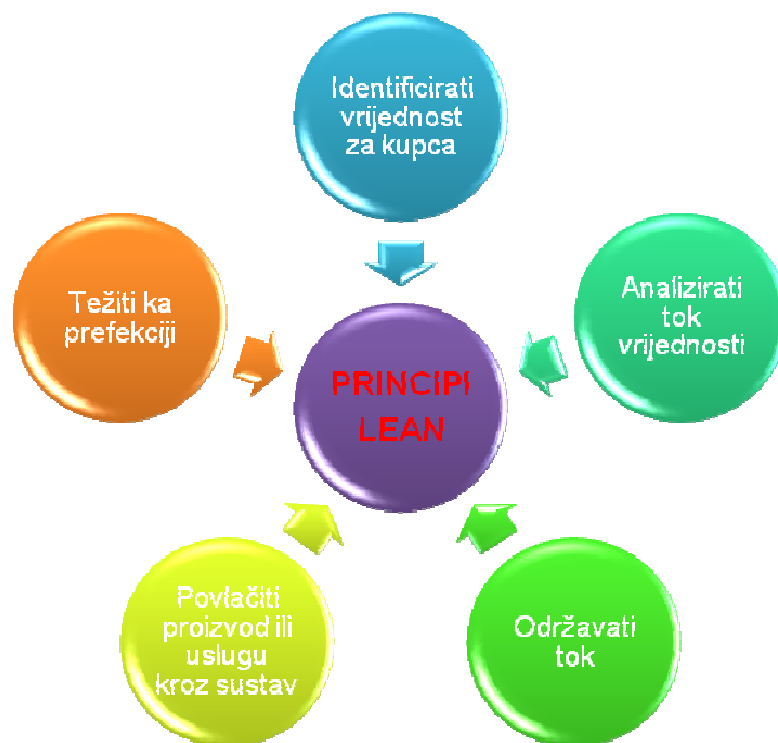 Identificirati
vrijednost
za kupca
Analizirati
tok
vrijednosti
Održavati
tok
Povlačiti
proizvod ili
uslugu
kroz sustav
Težiti ka
prefekciji
PRINCIPI
LEAN